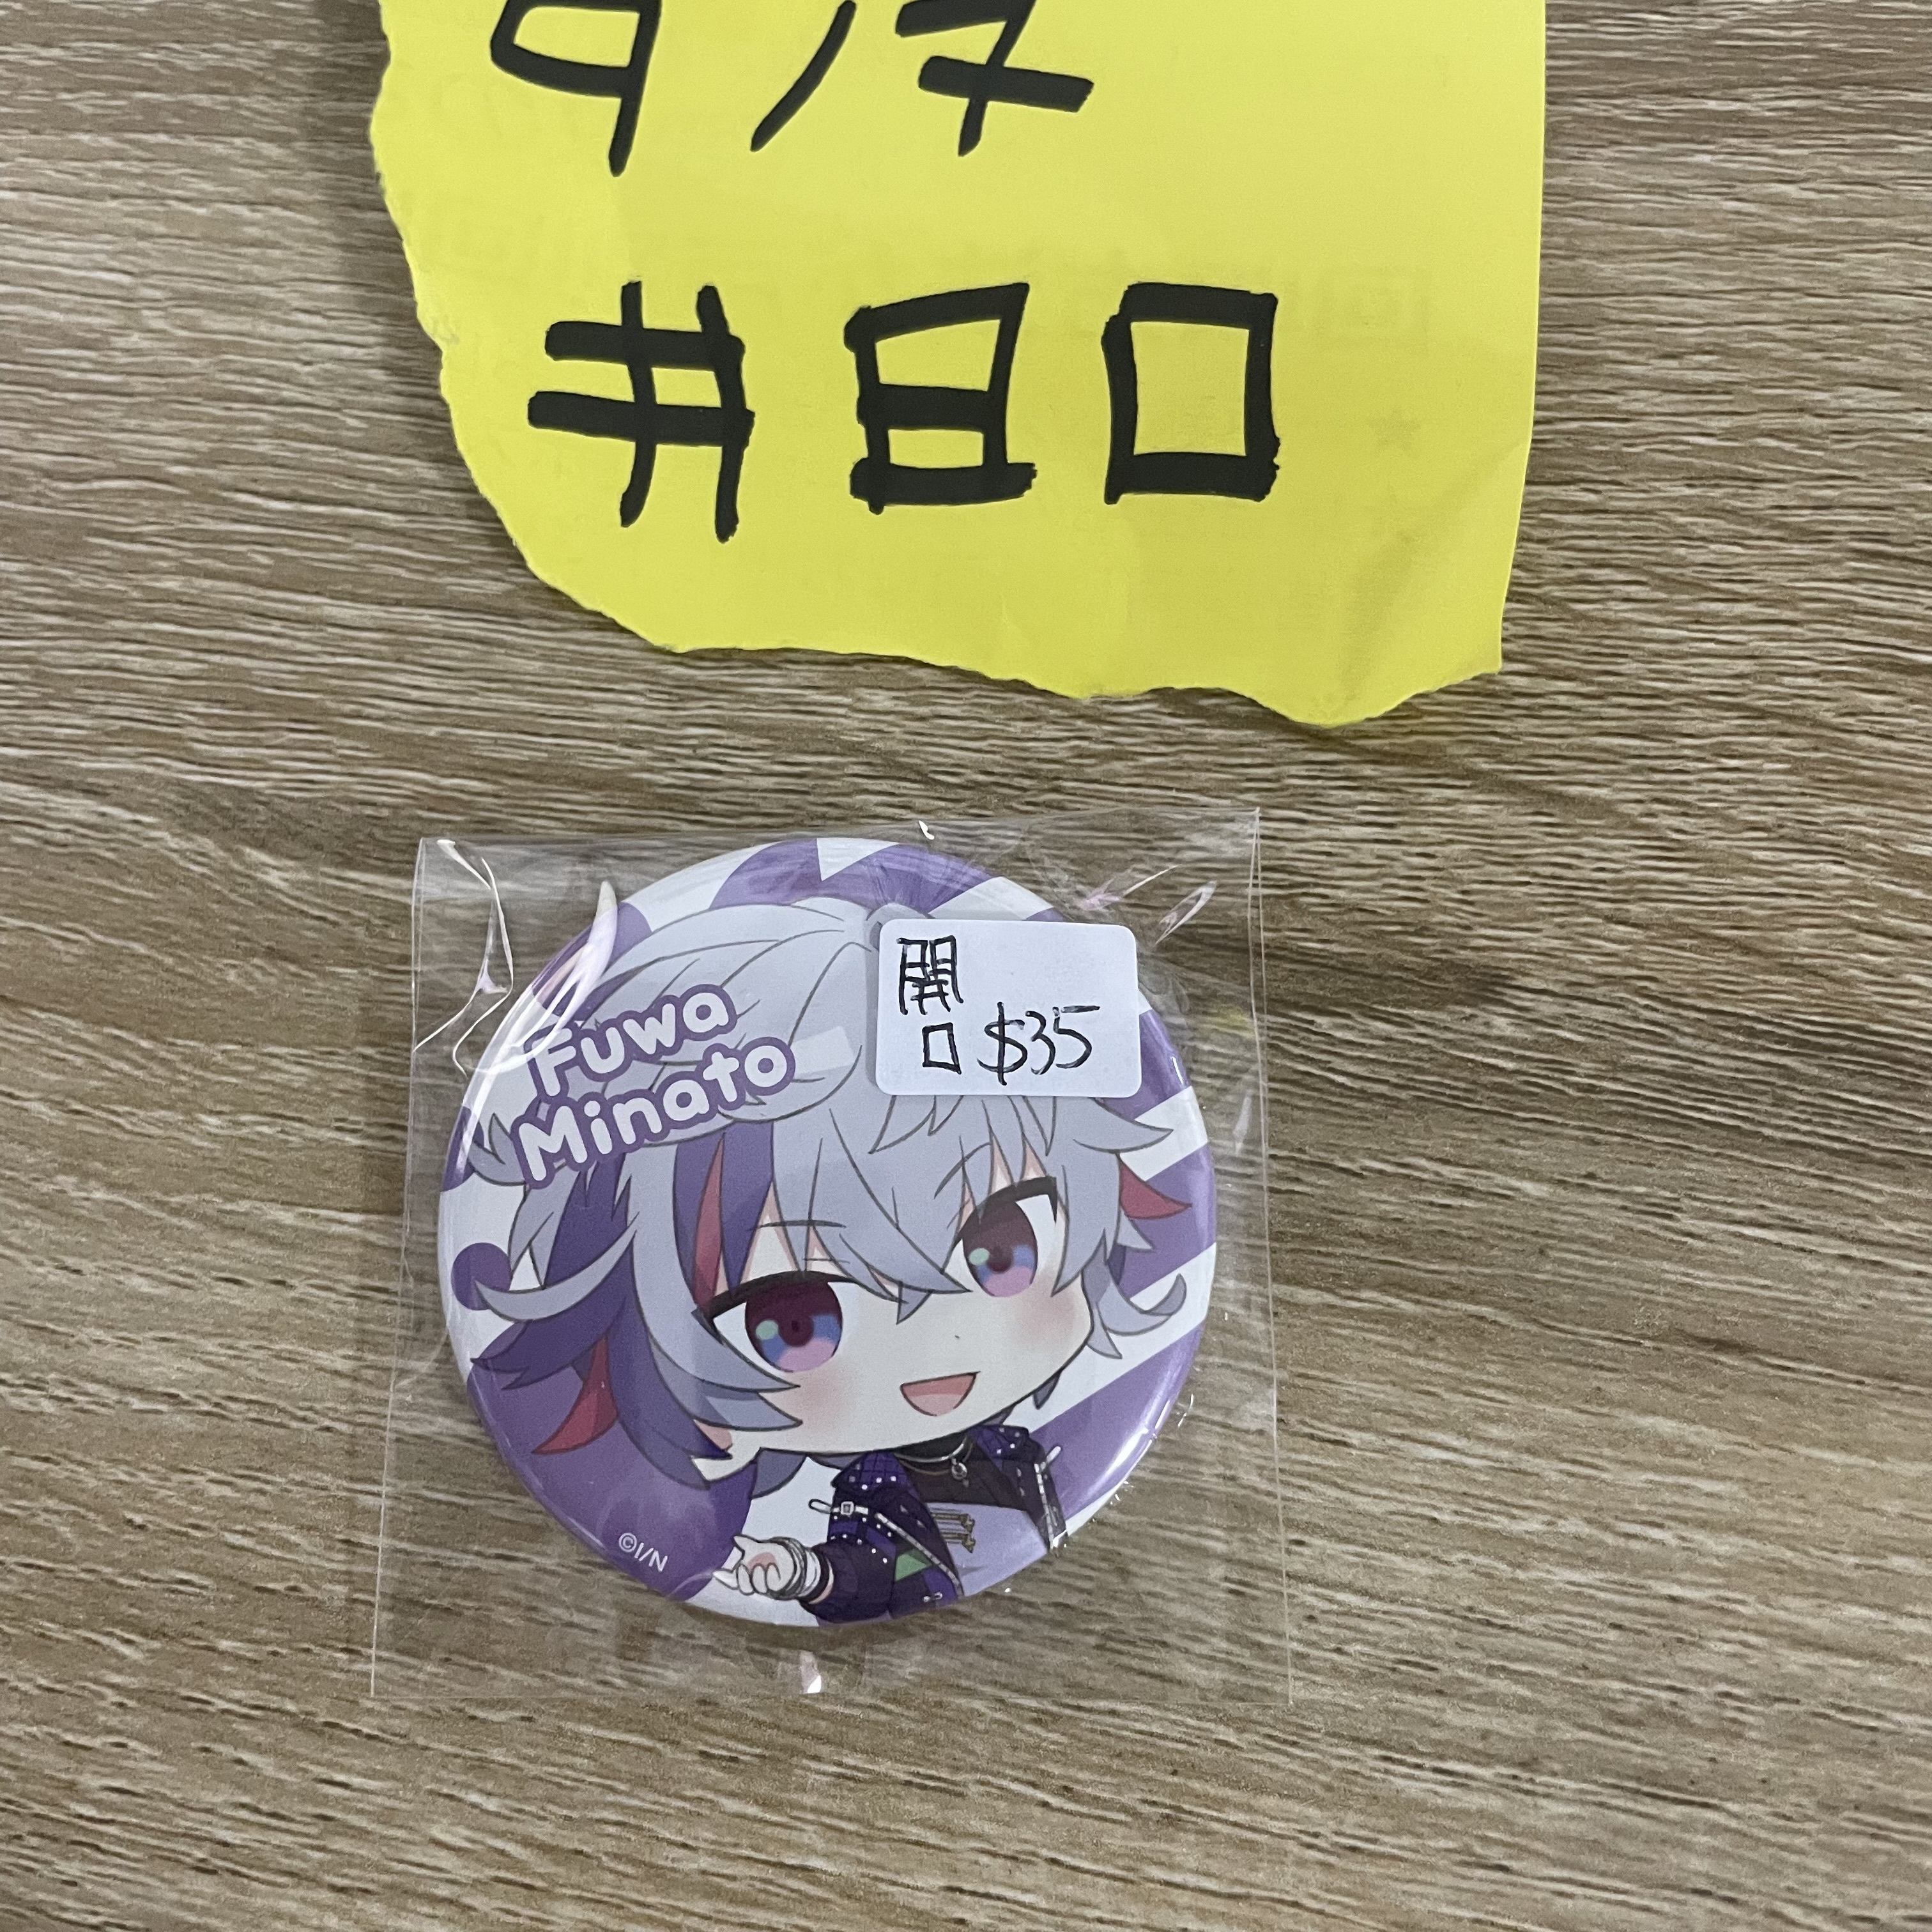 9/7
#80
開
口 $35
Fuwa
Minato
©I/N